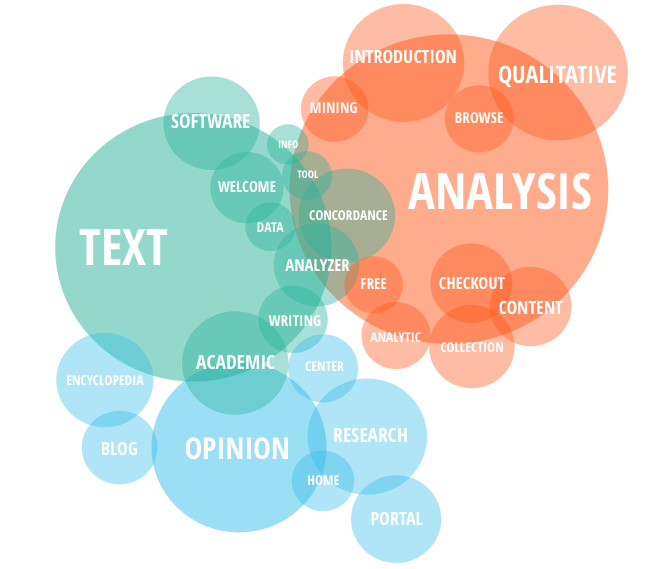 INTRODUCTION
QUALITATIVE
MINING
BROWSE
SOFTWARE
INFO
TOOL
WELCOME
ANALYSIS
CONCORDANCE
DATA
TEXT
ANALYZER
FREE
CHECKOUT
CONTENT
WRITING
ANALYTIC
COLLECTION
ACADEMIC
CENTER
ENCYCLOPEDIA
RESEARCH
BLOG
OPINION
HOME
PORTAL